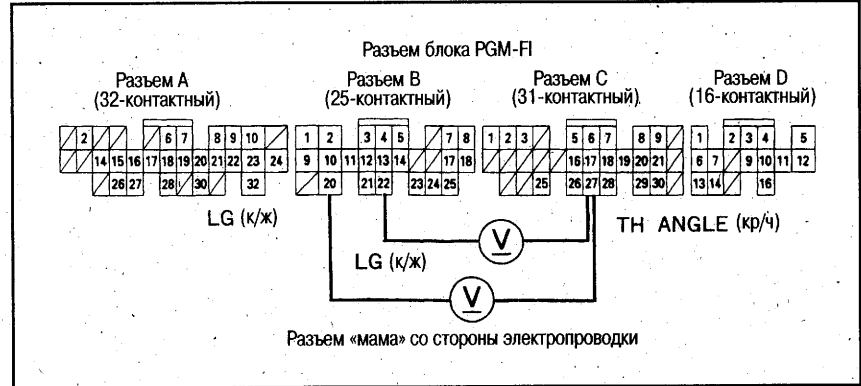 Разъем блока PGM-FI
Разъем A
(32-контактный)
Разъем B
(25-контактный)
Разъем C
(31-контактный)
Разъем D
(16-контактный)
2 6 7 8 9 10
14 15 16 17 18 19 20 21 22 23 24
26 27 28 30 32
1 2 3 4 5 7 8
9 10 11 12 13 14 17 18
20 21 22 23 24 25
1 2 3 5 6 7 8 9
16 17 18 19 20 21
25 26 27 28 29 30
1 2 3 4 5
6 7 9 10 11 12
13 14 16
LG (к/ж)
V
TH ANGLE (кр/ч)
LG (к/ж)
V
Разъем «мама» со стороны электропроводки